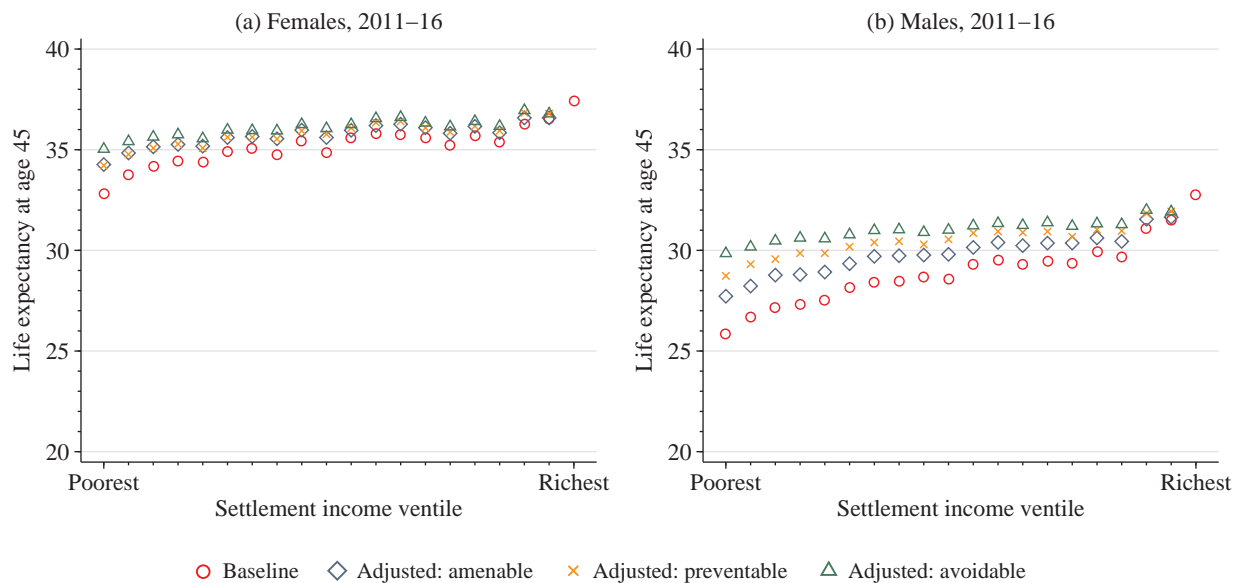 (a) Females, 2011–16
Life expectancy at age 45
40
35
30
25
20
Poorest
Richest
Settlement income ventile
(b) Males, 2011–16
Life expectancy at age 45
40
35
30
25
20
Poorest
Richest
Settlement income ventile
Baseline
Adjusted: amenable
Adjusted: preventable
Adjusted: avoidable